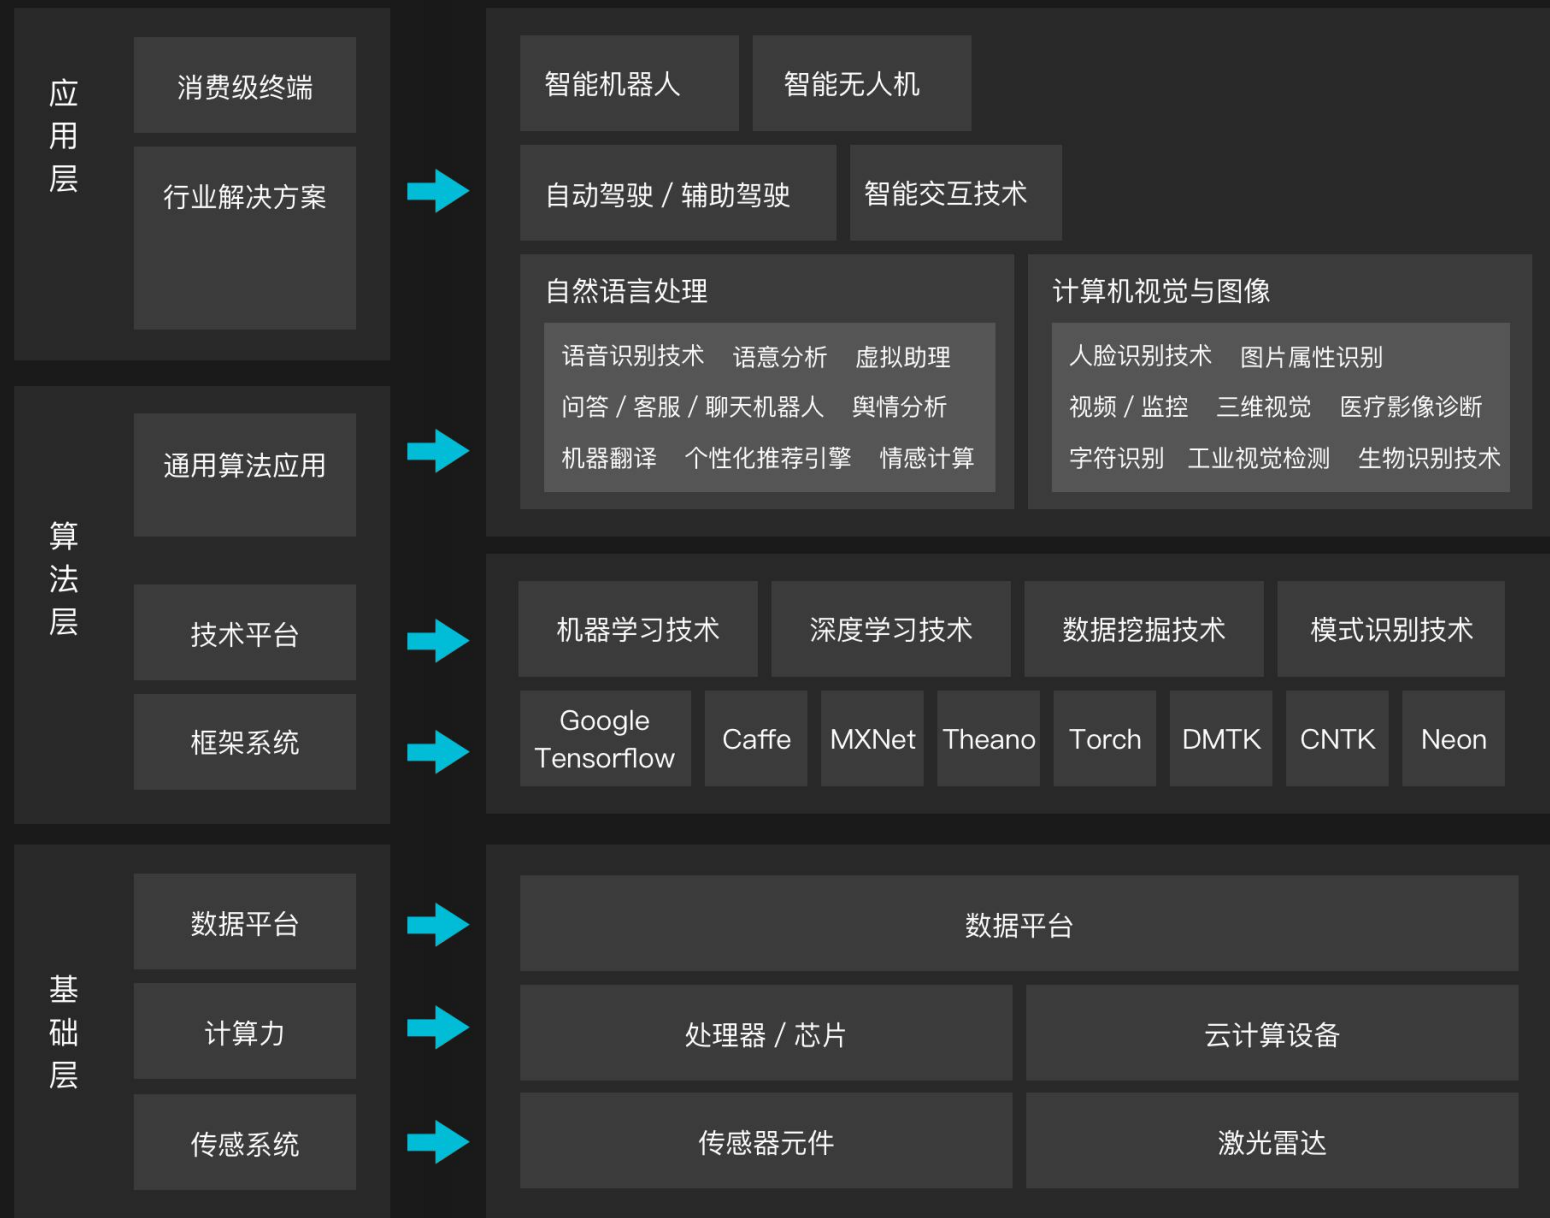 应用层
消费级终端
行业解决方案
智能机器人
智能无人机
自动驾驶 / 辅助驾驶
智能交互技术
自然语言处理
语音识别技术 语意分析 虚拟助理
问答 / 客服 / 聊天机器人 舆情分析
机器翻译 个性化推荐引擎 情感计算
计算机视觉与图像
人脸识别技术 图片属性识别
视频 / 监控 三维视觉 医疗影像诊断
字符识别 工业视觉检测 生物识别技术
算法层
通用算法应用
技术平台
框架系统
机器学习技术
深度学习技术
数据挖掘技术
模式识别技术
Google
Tensorflow
Caffe
MXNet
Theano
Torch
DMTK
CNTK
Neon
基础层
数据平台
计算力
传感系统
数据平台
处理器 / 芯片
云计算设备
传感器元件
激光雷达